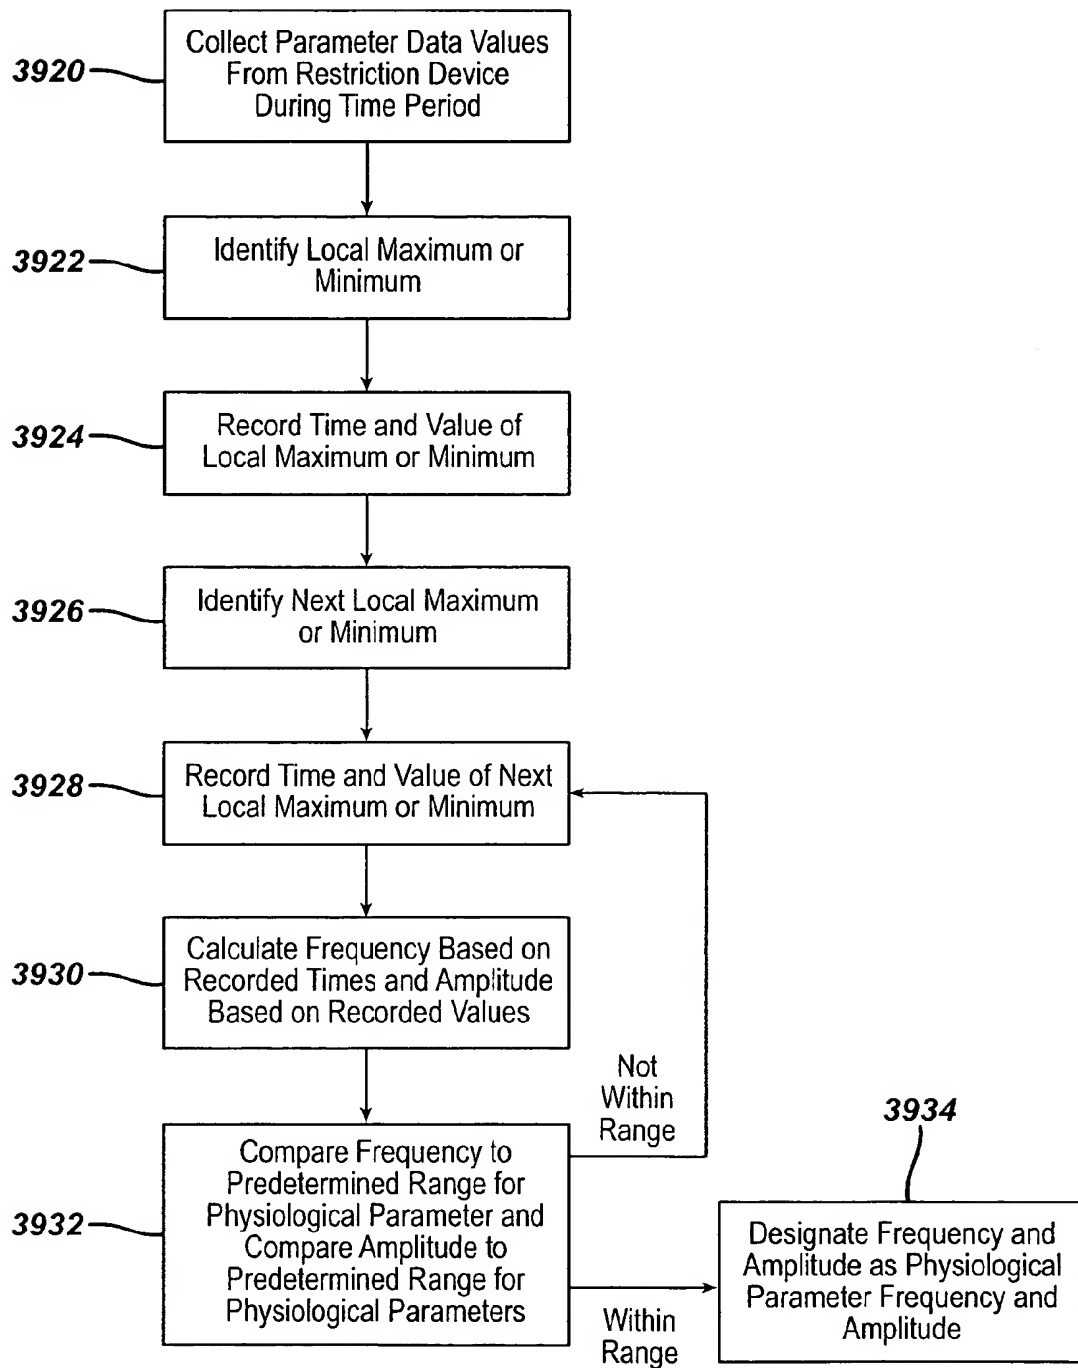 3920
Collect Parameter Data Values
From Restriction Device
During Time Period
3922
Identify Local Maximum or
Minimum
3924
Record Time and Value of
Local Maximum or Minimum
3926
Identify Next Local Maximum
or Minimum
3928
Record Time and Value of Next
Local Maximum or Minimum
3930
Calculate Frequency Based on
Recorded Times and Amplitude
Based on Recorded Values
Not
Within
Range
3932
Compare Frequency to
Predetermined Range for
Physiological Parameter and
Compare Amplitude to
Predetermined Range for
Physiological Parameters
Within
Range
3934
Designate Frequency and
Amplitude as Physiological
Parameter Frequency and
Amplitude